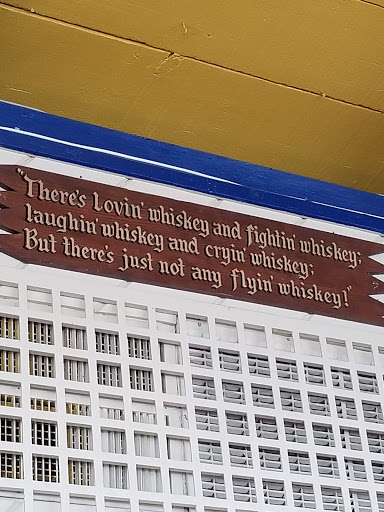 "There's Lovin' whiskey and fightin' whiskey;
laughin' whiskey and cryin' whiskey;
But there's just not any flyin' whiskey!"